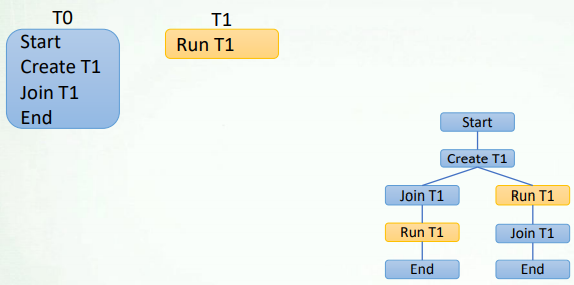 T0
Start
Create T1
Join T1
End
T1
Run T1
Start
Create T1
Join T1
Run T1
Run T1
Join T1
End
End